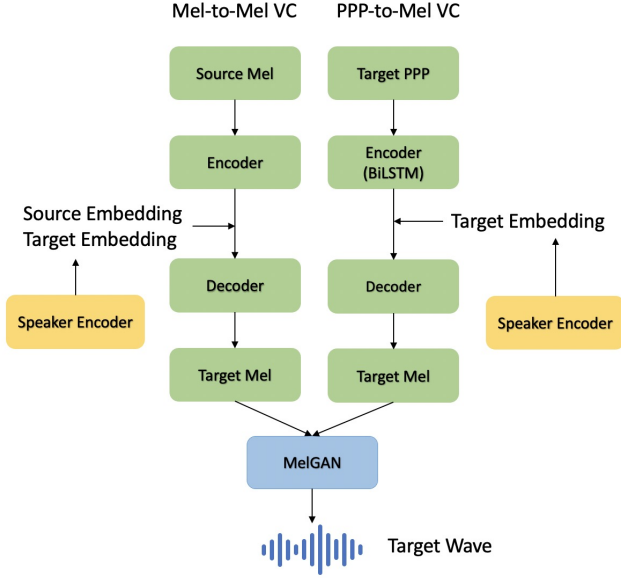 Mel-to-Mel VC
PPP-to-Mel VC
Source Mel
Target PPP
Encoder
Encoder
(BiLSTM)
Source Embedding
Target Embedding
Target Embedding
Decoder
Decoder
Speaker Encoder
Speaker Encoder
Target Mel
Target Mel
MelGAN
Target Wave